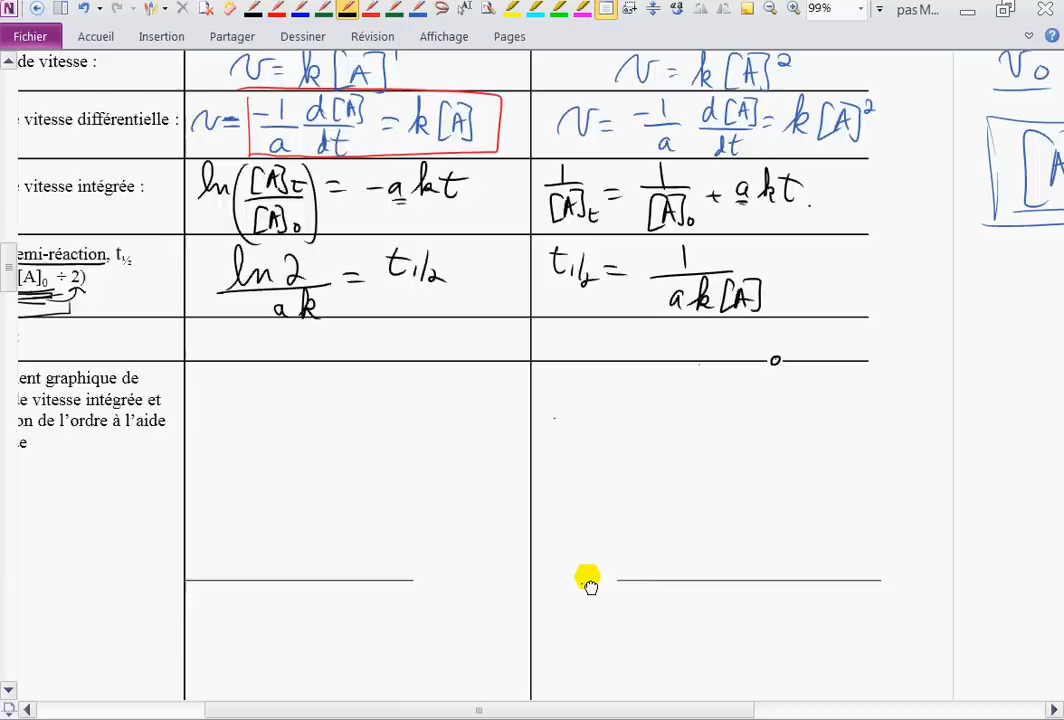 99%
pas M...
Fichier Accueil Insertion Partager Dessiner Révision Affichage Pages
de vitesse : v = k[A]¹ v = k[A]² v₀
e vitesse différentielle : v = -1/a d[A]/dt = k[A] v = -1/a d[A]/dt = k[A]²
e vitesse intégrée : ln([A]t/[A]₀) = -akt 1/[A]t = 1/[A]₀ + akt.
emi-réaction, t½ ln 2/ak = t1/2 t1/2 = 1/ak[A]
[A]₀ ÷ 2)
:
ent graphique de
le vitesse intégrée et
on de l'ordre à l'aide
e
[A